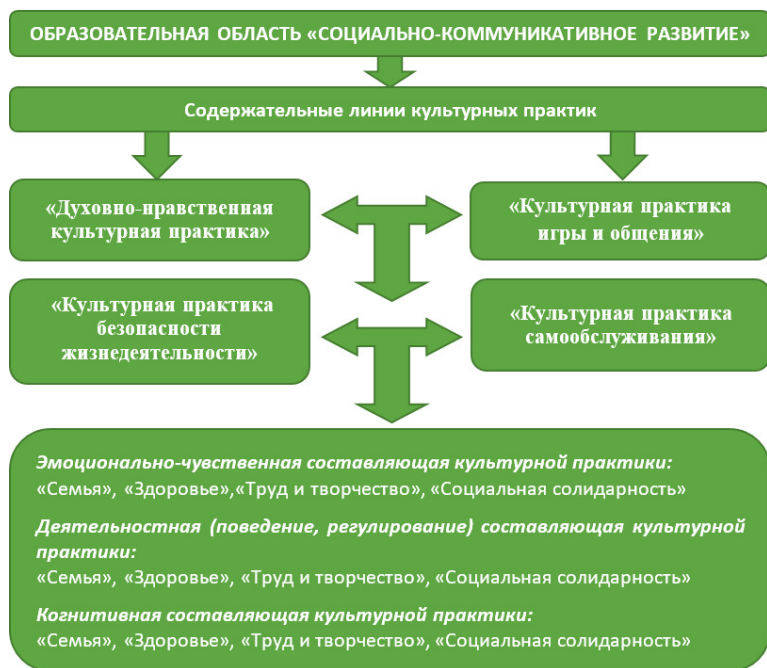 ОБРАЗОВАТЕЛЬНАЯ ОБЛАСТЬ «СОЦИАЛЬНО-КОММУНИКАТИВНОЕ РАЗВИТИЕ»
Содержательные линии культурных практик
«Духовно-нравственная
культурная практика»
«Культурная практика
игры и общения»
«Культурная практика
безопасности
жизнедеятельности»
«Культурная практика
самообслуживания»
Эмоционально-чувственная составляющая культурной практики:
«Семья», «Здоровье»,«Труд и творчество», «Социальная солидарность»
Деятельностная (поведение, регулирование) составляющая культурной
практики:
«Семья», «Здоровье», «Труд и творчество», «Социальная солидарность»
Когнитивная составляющая культурной практики:
«Семья», «Здоровье», «Труд и творчество», «Социальная солидарность»